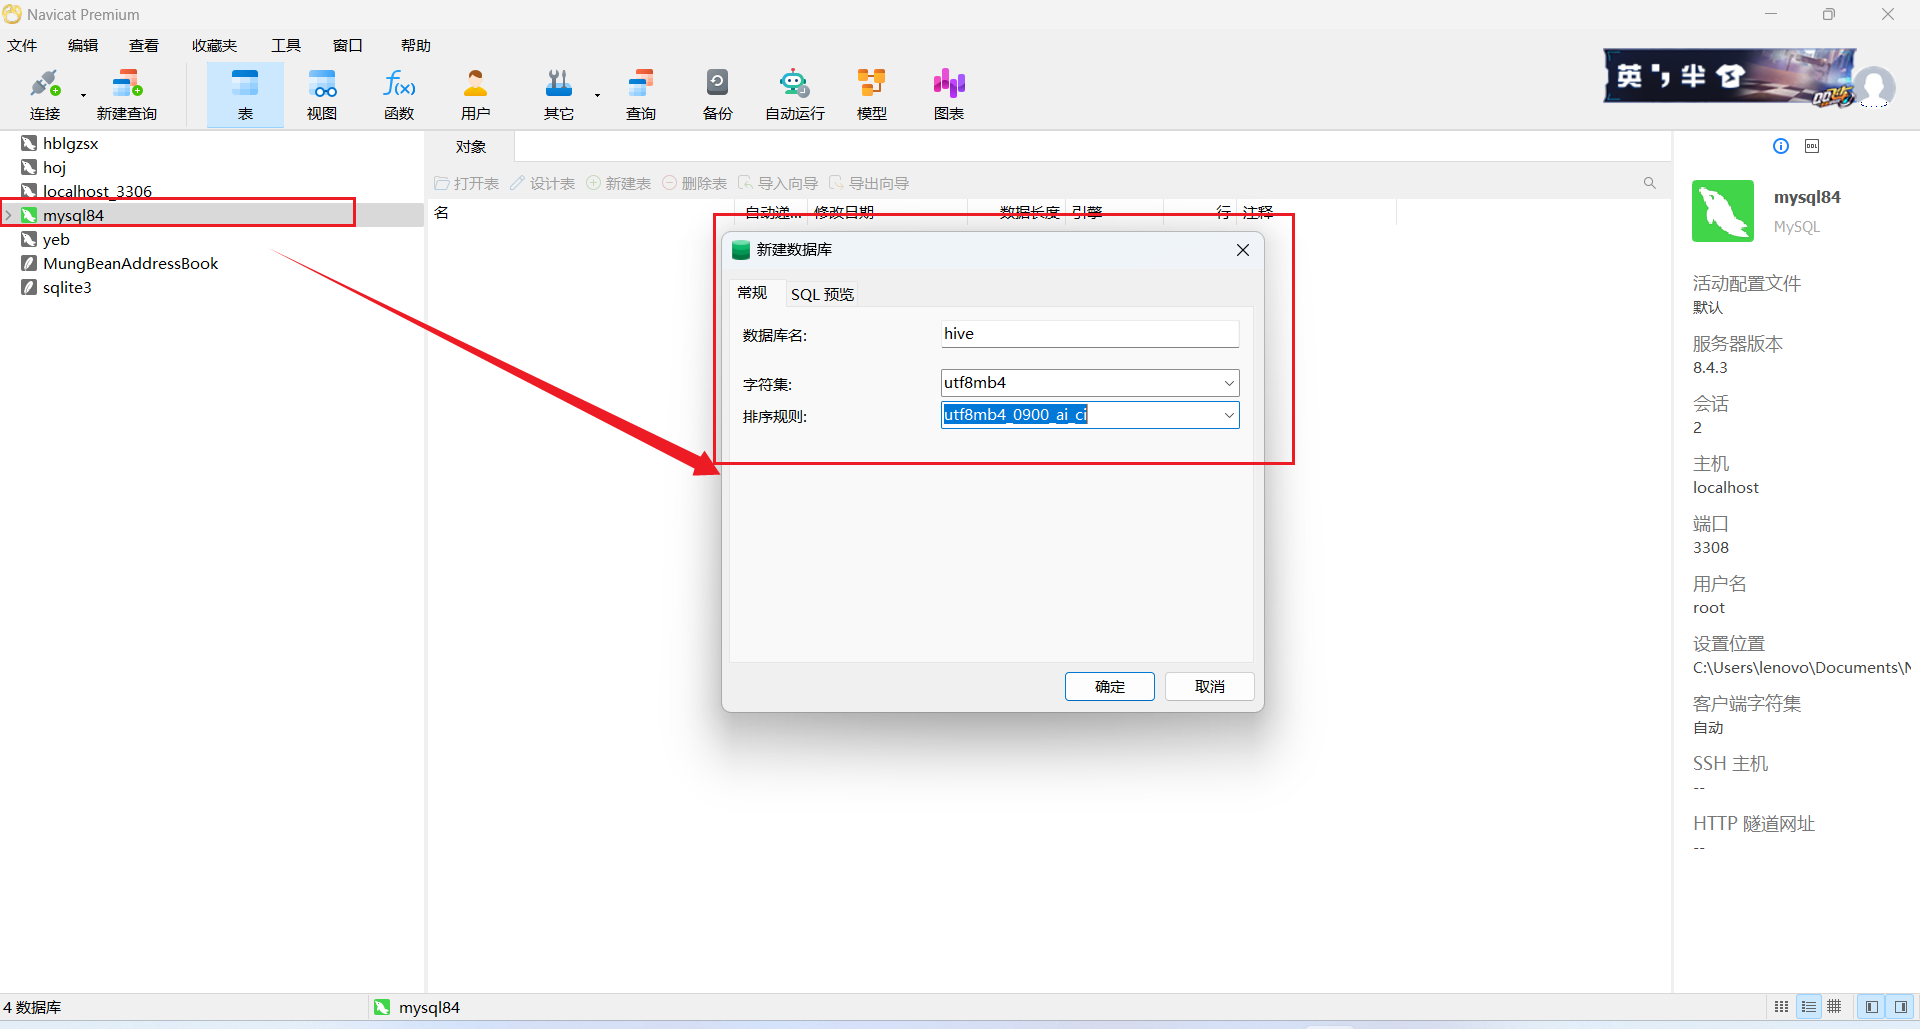 Navicat Premium
文件 编辑 查看 收藏夹 工具 窗口 帮助
连接 新建查询 表 视图 函数 用户 其它 查询 备份 自动运行 模型 图表
f(x)
英 半
hblgzsx
hoj
localhost_3306
mysql84
yeb
MungBeanAddressBook
sqlite3
对象
打开表 设计表 新建表 删除表 导入向导 导出向导
名 自动递... 修改日期 数据长度 引擎 行 注释
新建数据库
常规 SQL 预览
数据库名: hive
字符集: utf8mb4
排序规则: utf8mb4_0900_ai_ci
确定 取消
DDL
mysql84
MySQL
活动配置文件
默认
服务器版本
8.4.3
会话
2
主机
localhost
端口
3308
用户名
root
设置位置
C:\Users\lenovo\Documents\N
客户端字符集
自动
SSH 主机
--
HTTP 隧道网址
--
4 数据库 mysql84